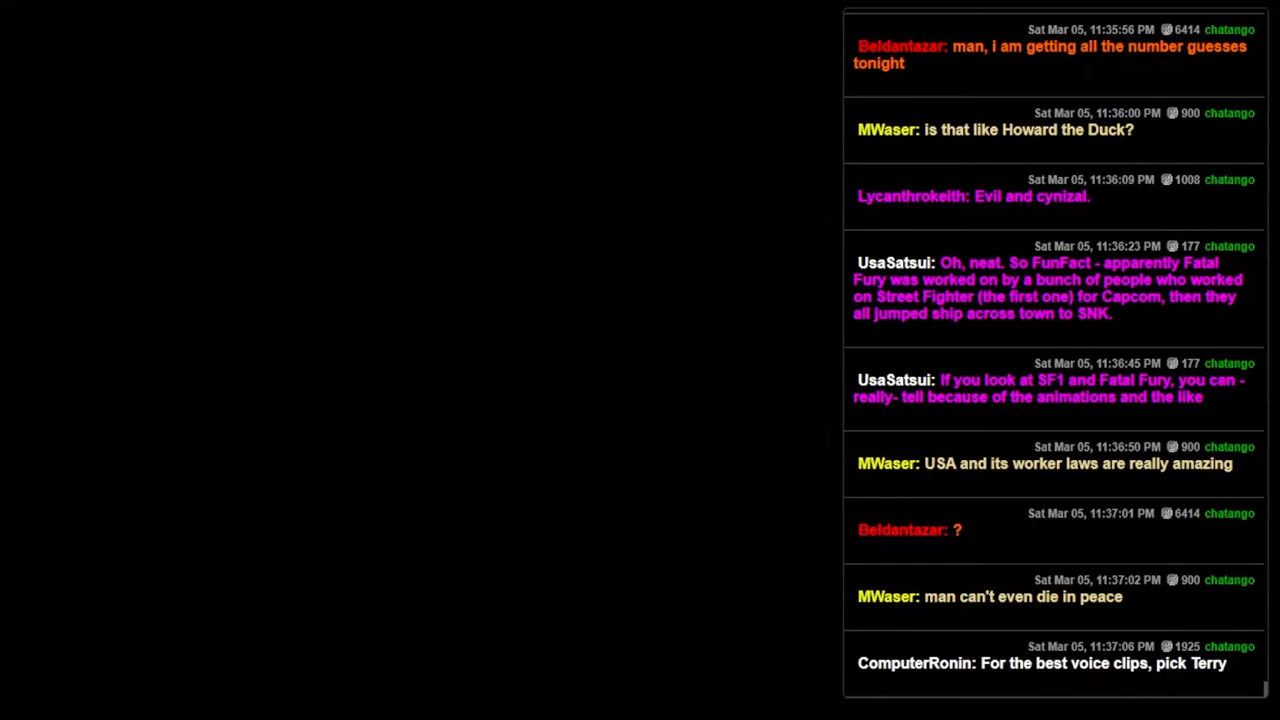 Sat Mar 05, 11:35:56 PM 6414 chatango
Beldantazar: man, i am getting all the number guesses
tonight
Sat Mar 05, 11:36:00 PM 900 chatango
MWaser: is that like Howard the Duck?
Sat Mar 05, 11:36:09 PM 1008 chatango
Lycanthrokeith: Evil and cynizal.
Sat Mar 05, 11:36:23 PM 177 chatango
UsaSatsui: Oh, neat. So FunFact - apparently Fatal
Fury was worked on by a bunch of people who worked
on Street Fighter (the first one) for Capcom, then they
all jumped ship across town to SNK.
Sat Mar 05, 11:36:45 PM 177 chatango
UsaSatsui: If you look at SF1 and Fatal Fury, you can -
really- tell because of the animations and the like
Sat Mar 05, 11:36:50 PM 900 chatango
MWaser: USA and its worker laws are really amazing
Sat Mar 05, 11:37:01 PM 6414 chatango
Beldantazar: ?
Sat Mar 05, 11:37:02 PM 900 chatango
MWaser: man can't even die in peace
Sat Mar 05, 11:37:06 PM 1925 chatango
ComputerRonin: For the best voice clips, pick Terry